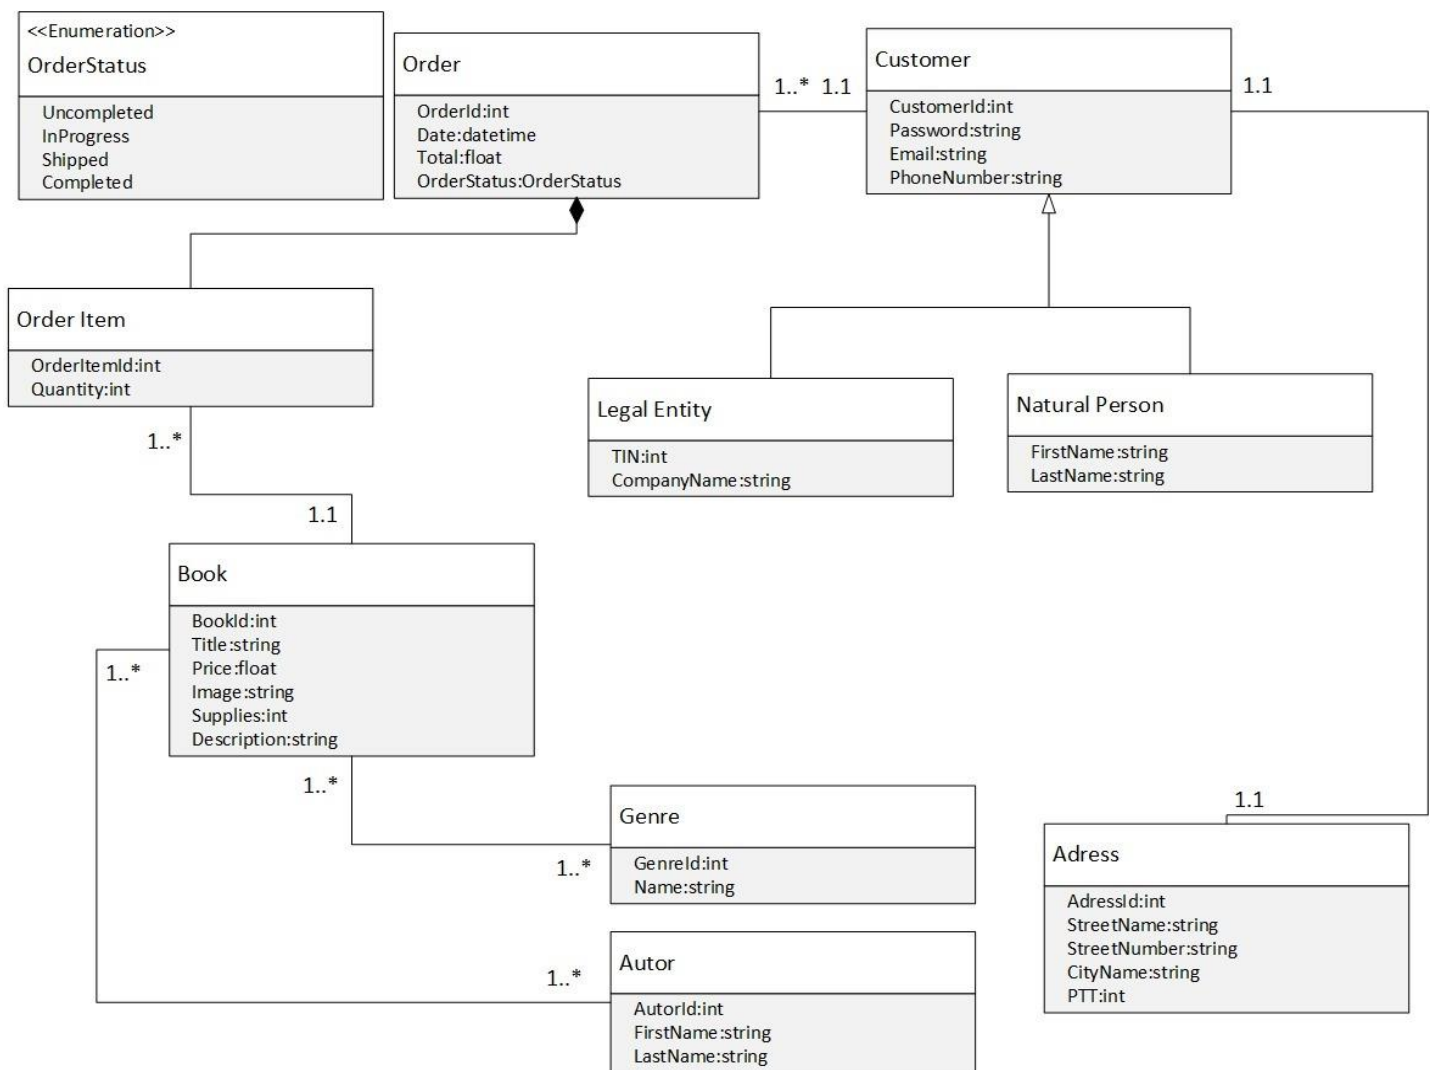 <<Enumeration>>
OrderStatus
Uncompleted
InProgress
Shipped
Completed
Order
OrderId:int
Date:datetime
Total:float
OrderStatus:OrderStatus
1..* 1.1
Customer
CustomerId:int
Password:string
Email:string
PhoneNumber:string
1.1
Order Item
OrderItemId:int
Quantity:int
1..*
1.1
Legal Entity
TIN:int
CompanyName:string
Natural Person
FirstName:string
LastName:string
Book
BookId:int
Title:string
Price:float
Image:string
Supplies:int
Description:string
1..*
1..*
1..*
Genre
GenreId:int
Name:string
1..*
Autor
AutorId:int
FirstName:string
LastName:string
1.1
Adress
AdressId:int
StreetName:string
StreetNumber:string
CityName:string
PTT:int